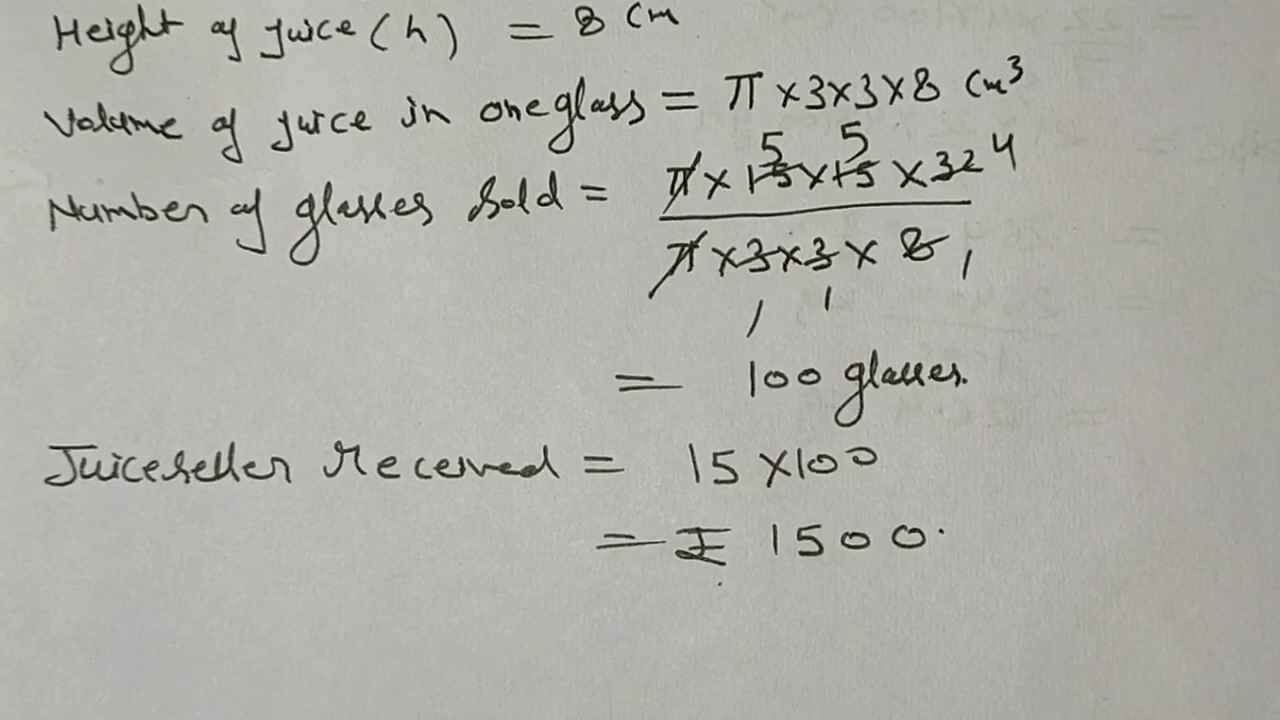 Height of juice (h) = 8 cm
Volume of juice in one glass = π × 3 × 3 × 8 cm³
5 5
Number of glasses sold = π × 15 × 15 × 32 4
π × 3 × 3 × 8 1
1 1
= 100 glasses.
Juiceseller received = 15 × 100
= ₹ 1500.